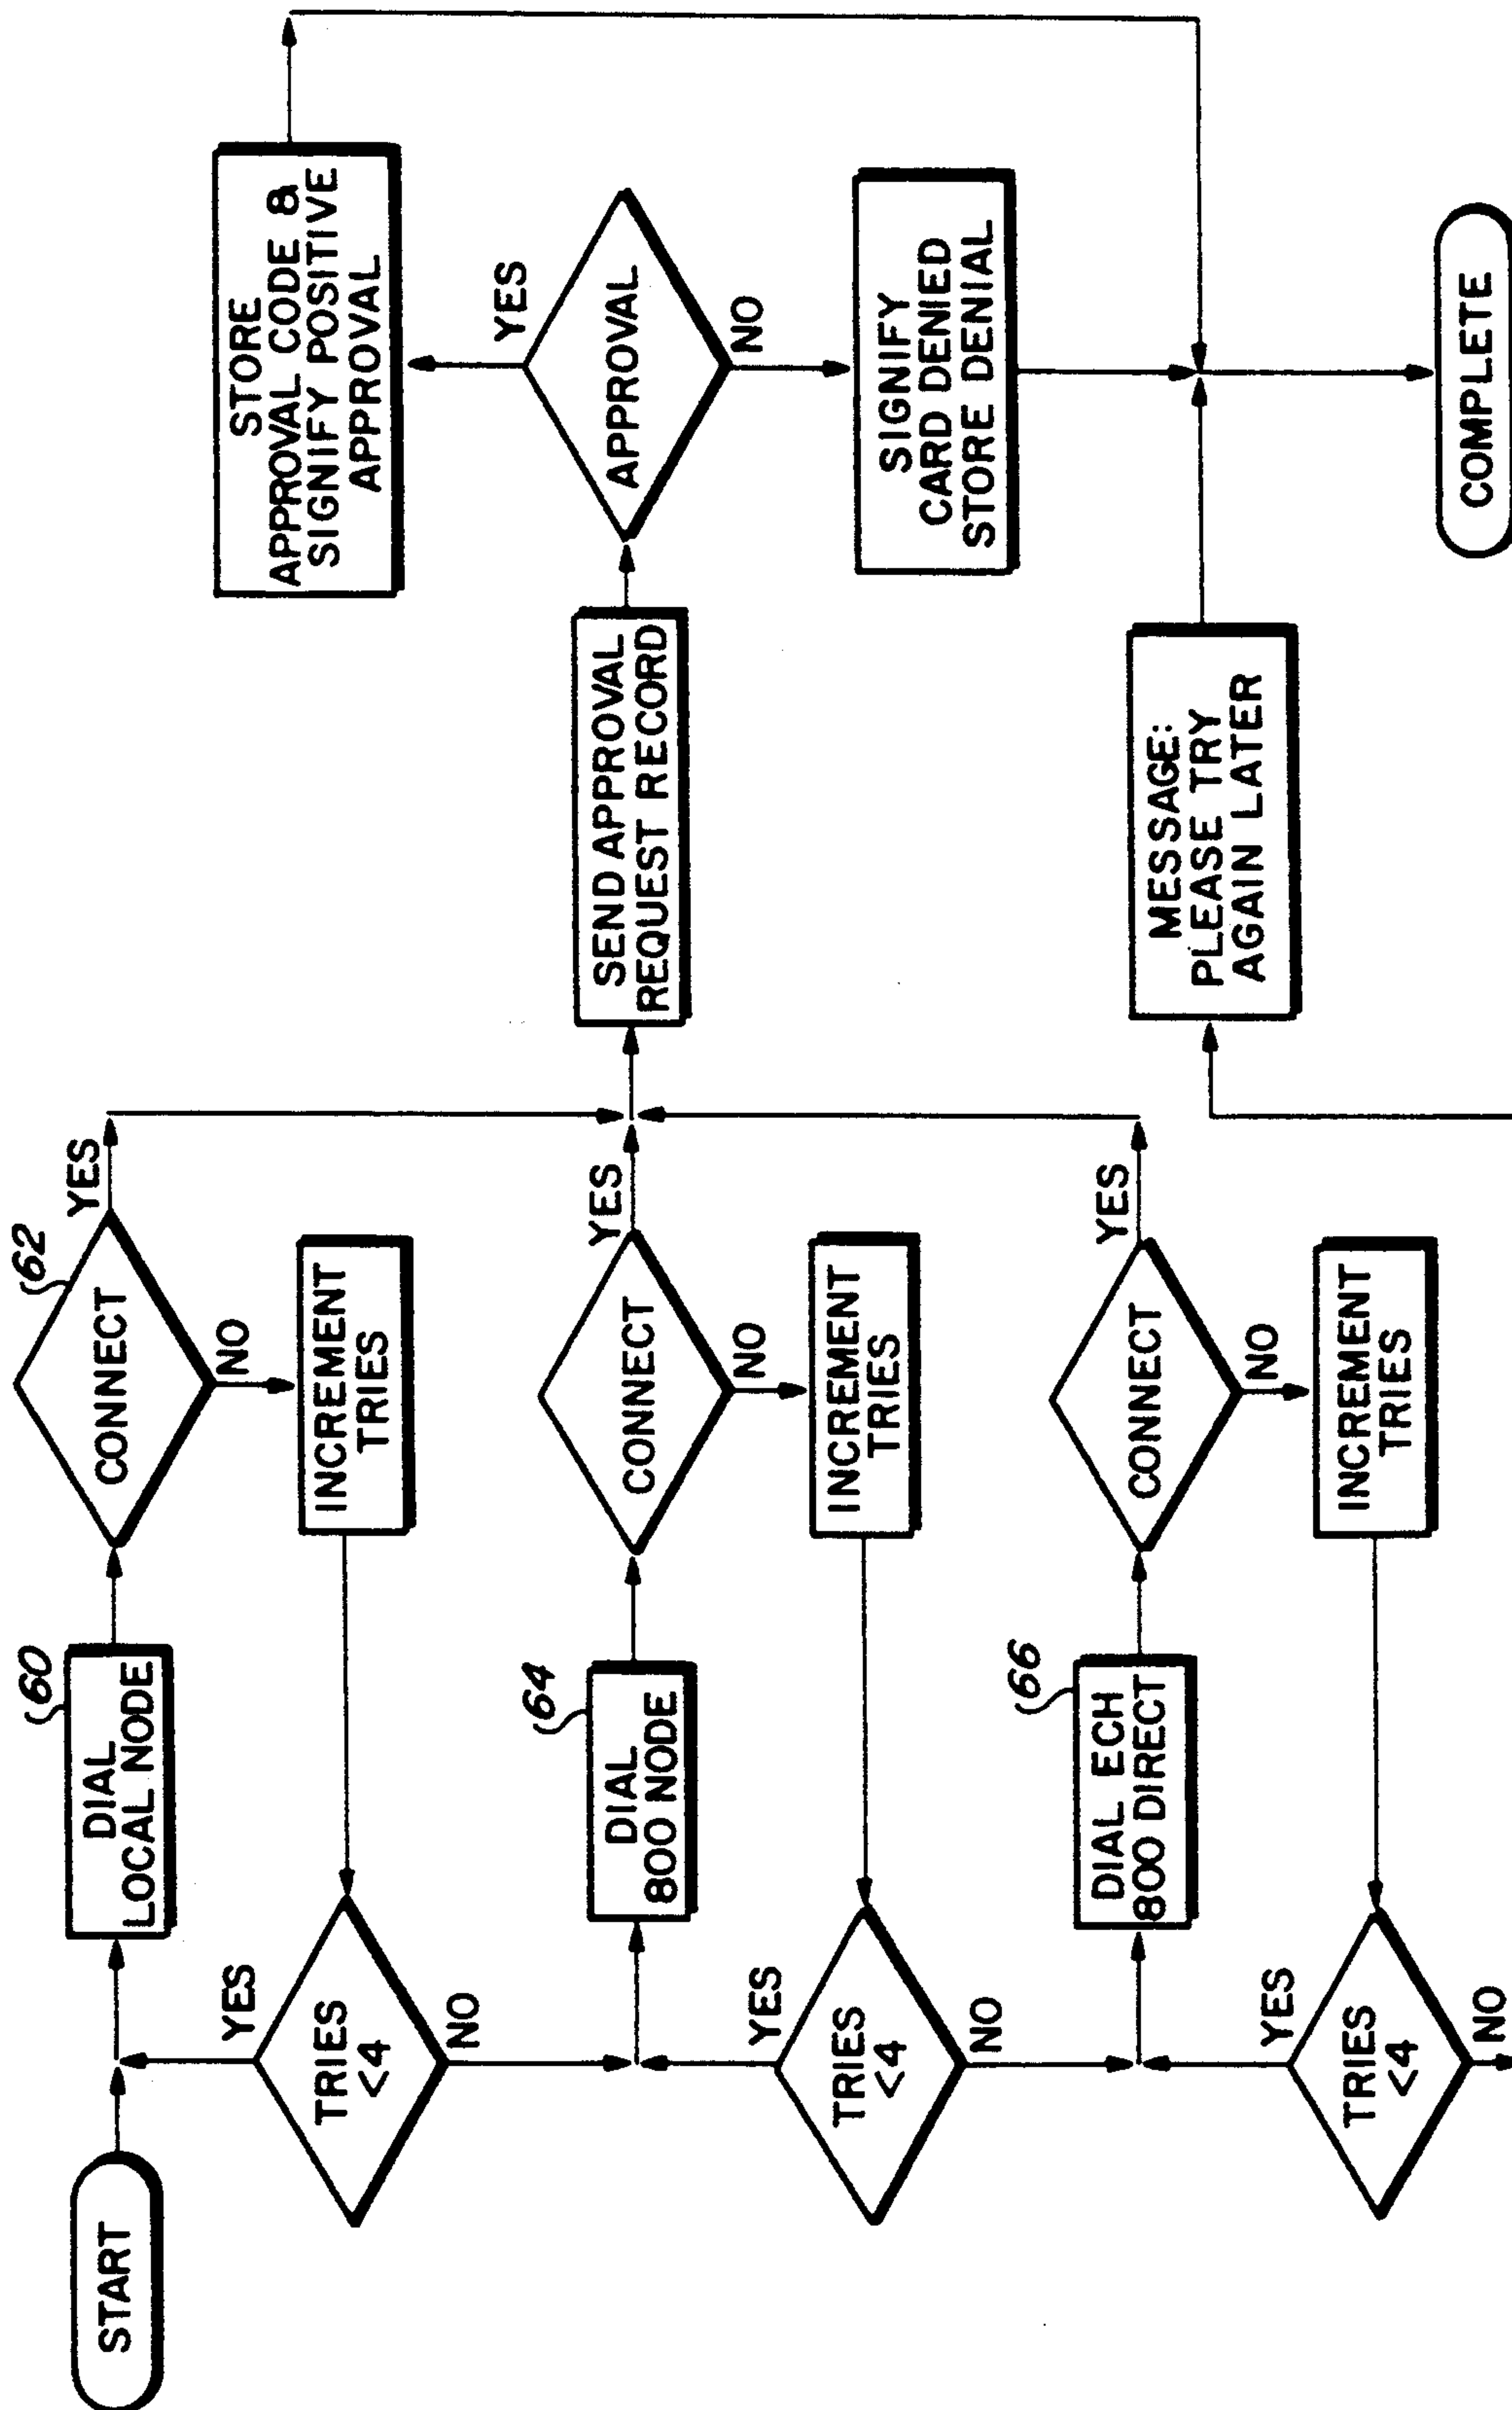 START
DIAL
LOCAL NODE
60
CONNECT
62
YES
NO
INCREMENT
TRIES
TRIES
<4
YES
NO
DIAL
800 NODE
64
CONNECT
YES
NO
INCREMENT
TRIES
TRIES
<4
YES
NO
DIAL ECH
800 DIRECT
66
CONNECT
YES
NO
INCREMENT
TRIES
TRIES
<4
YES
NO
SEND APPROVAL
REQUEST RECORD
APPROVAL
YES
NO
STORE
APPROVAL CODE &
SIGNIFY POSITIVE
APPROVAL
SIGNIFY
CARD DENIED
STORE DENIAL
MESSAGE:
PLEASE TRY
AGAIN LATER
COMPLETE